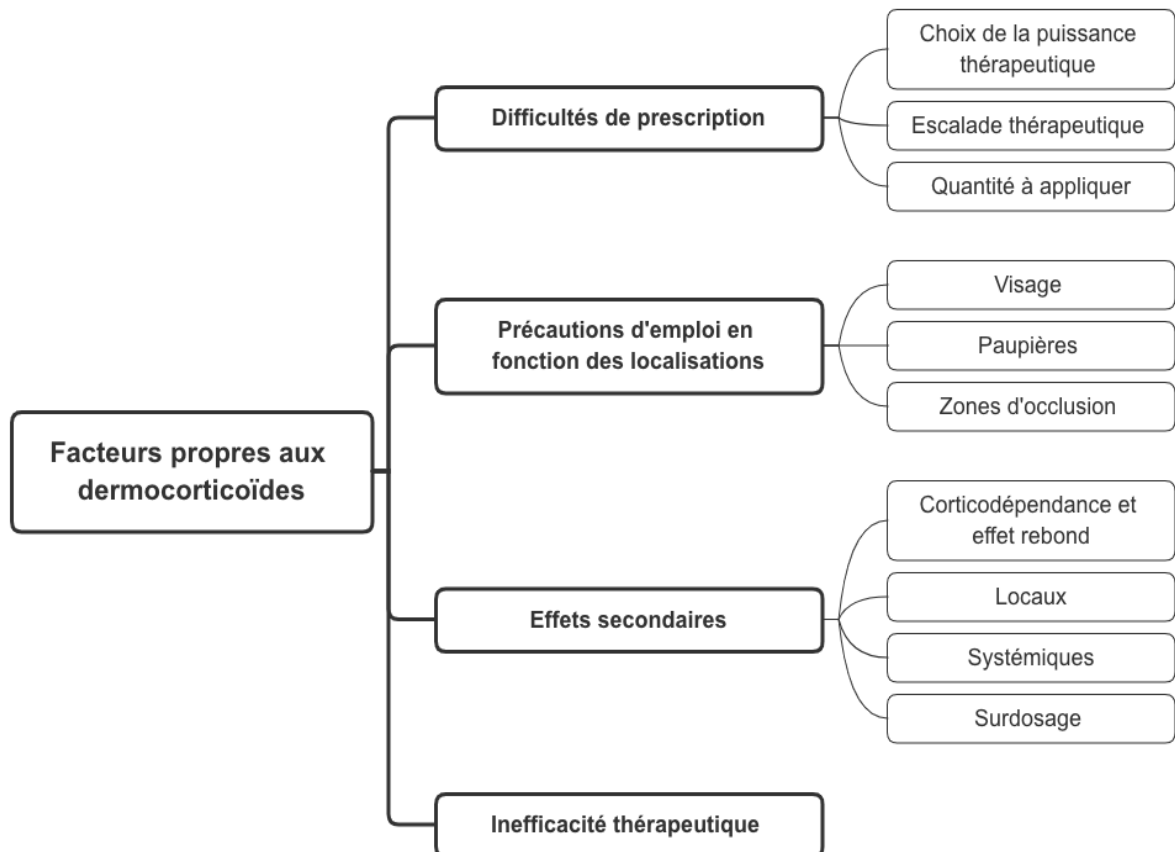 Facteurs propres aux
dermocorticoïdes
Difficultés de prescription
Choix de la puissance
thérapeutique
Escalade thérapeutique
Quantité à appliquer
Précautions d'emploi en
fonction des localisations
Visage
Paupières
Zones d'occlusion
Effets secondaires
Corticodépendance et
effet rebond
Locaux
Systémiques
Surdosage
Inefficacité thérapeutique